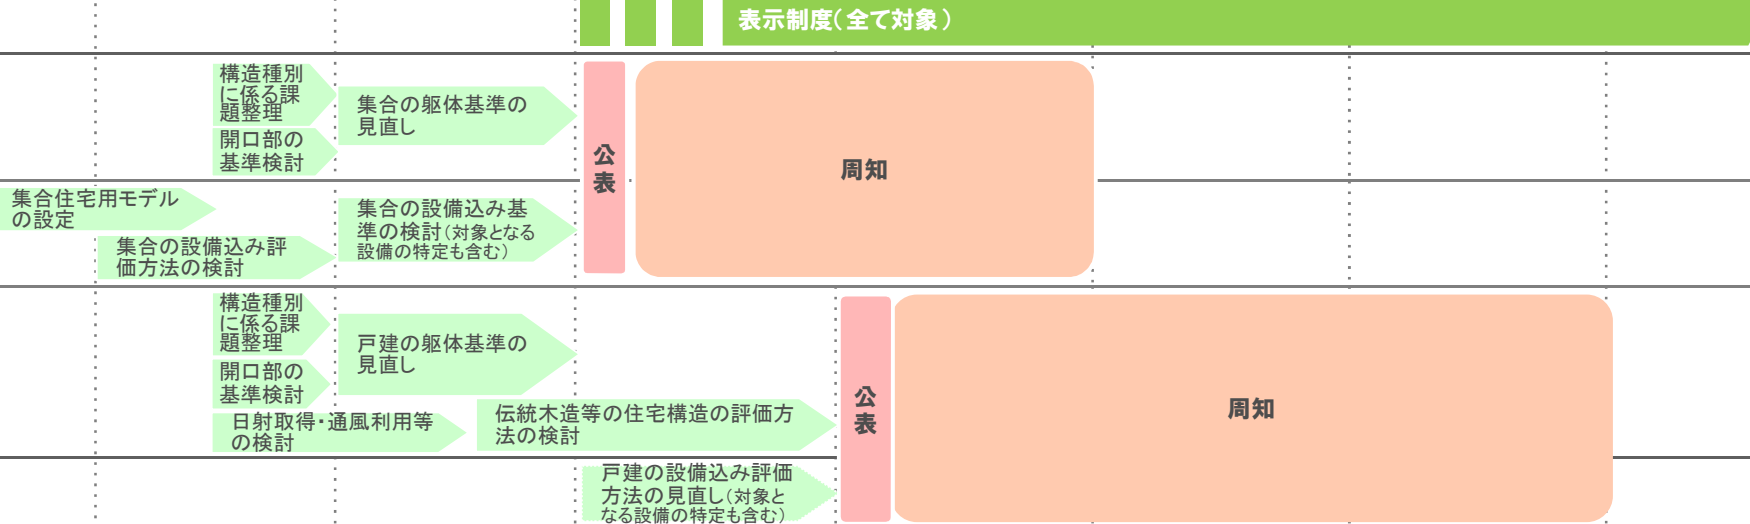 表示制度（全て対象）
構造種別
に係る課
題整理
開口部の
基準検討
集合の躯体基準の
見直し
公
表
周知
集合住宅用モデル
の設定
集合の設備込み評
価方法の検討
集合の設備込み基
準の検討（対象となる
設備の特定も含む）
構造種別
に係る課
題整理
開口部の
基準検討
戸建の躯体基準の
見直し
日射取得・通風利用等
の検討
伝統木造等の住宅構造の評価方
法の検討
戸建の設備込み評価
方法の見直し（対象と
なる設備の特定も含む）
公
表
周知